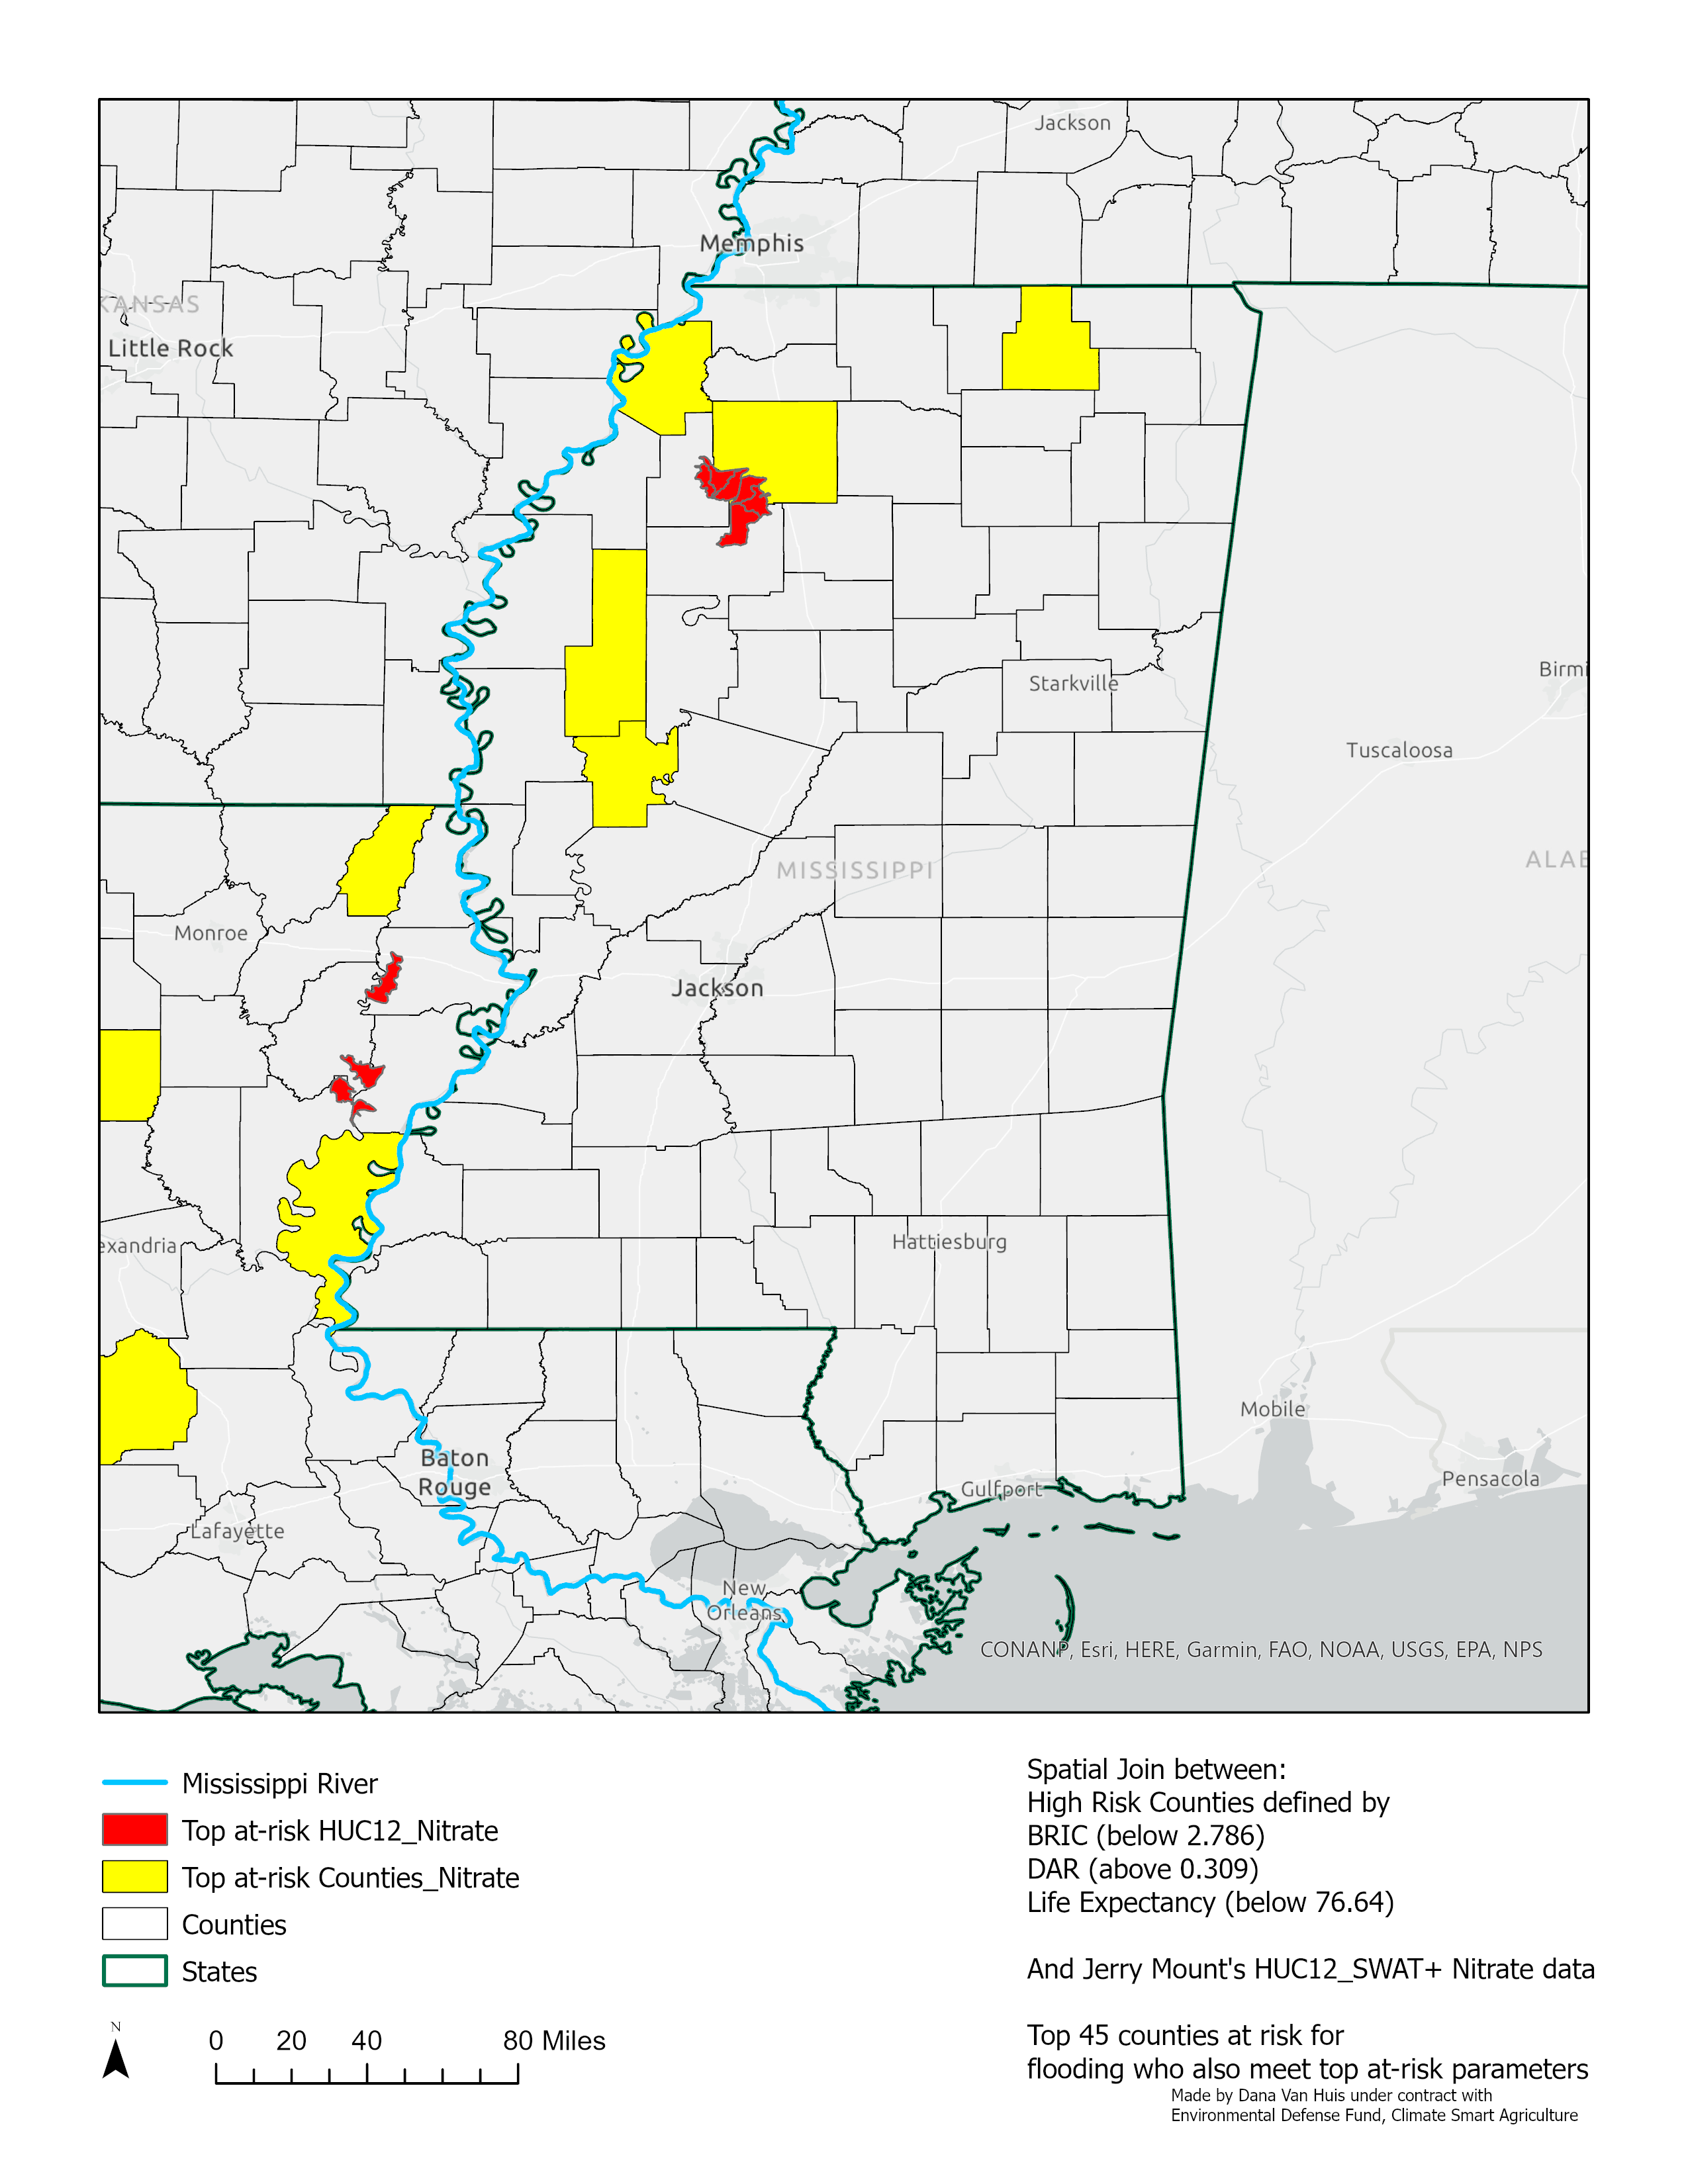 Jackson
Memphis
KANSAS
Little Rock
Birmi
Starkville
Tuscaloosa
MISSISSIPPI
ALAB
Monroe
Jackson
exandria
Hattiesburg
Mobile
Baton
Rouge
Gulfport
Pensacola
Lafayette
New
Orleans
CONANP, Esri, HERE, Garmin, FAO, NOAA, USGS, EPA, NPS
Mississippi River
Top at-risk HUC12_Nitrate
Top at-risk Counties_Nitrate
Counties
States
N
0 20 40 80 Miles
Spatial Join between:
High Risk Counties defined by
BRIC (below 2.786)
DAR (above 0.309)
Life Expectancy (below 76.64)
And Jerry Mount's HUC12_SWAT+ Nitrate data
Top 45 counties at risk for
flooding who also meet top at-risk parameters
Made by Dana Van Huis under contract with
Environmental Defense Fund, Climate Smart Agriculture